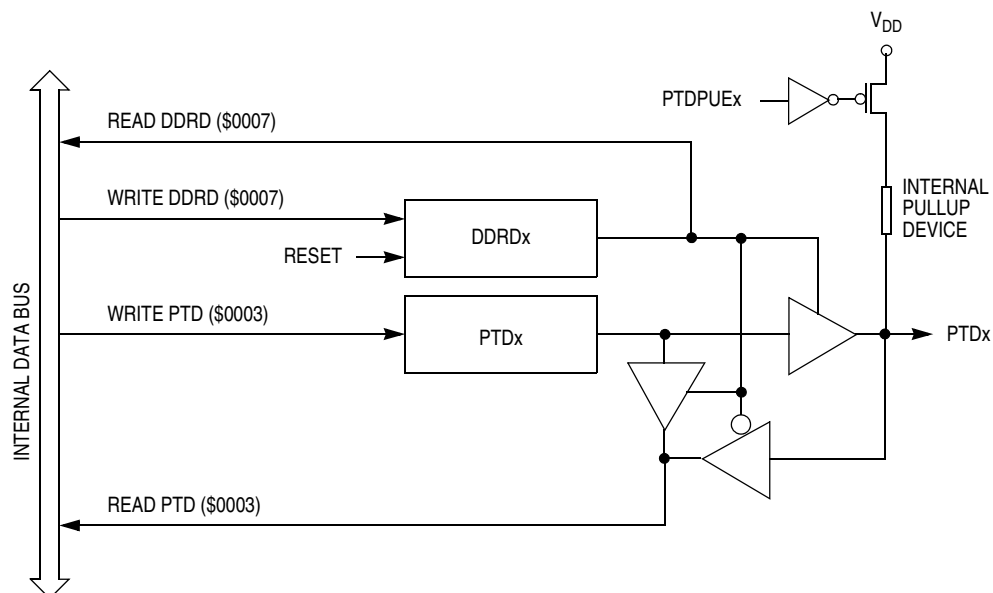 VDD
PTDPUEx
READ DDRD ($0007)
WRITE DDRD ($0007)
INTERNAL
PULLUP
DEVICE
DDRDx
RESET
WRITE PTD ($0003)
PTDx
PTDx
INTERNAL DATA BUS
READ PTD ($0003)